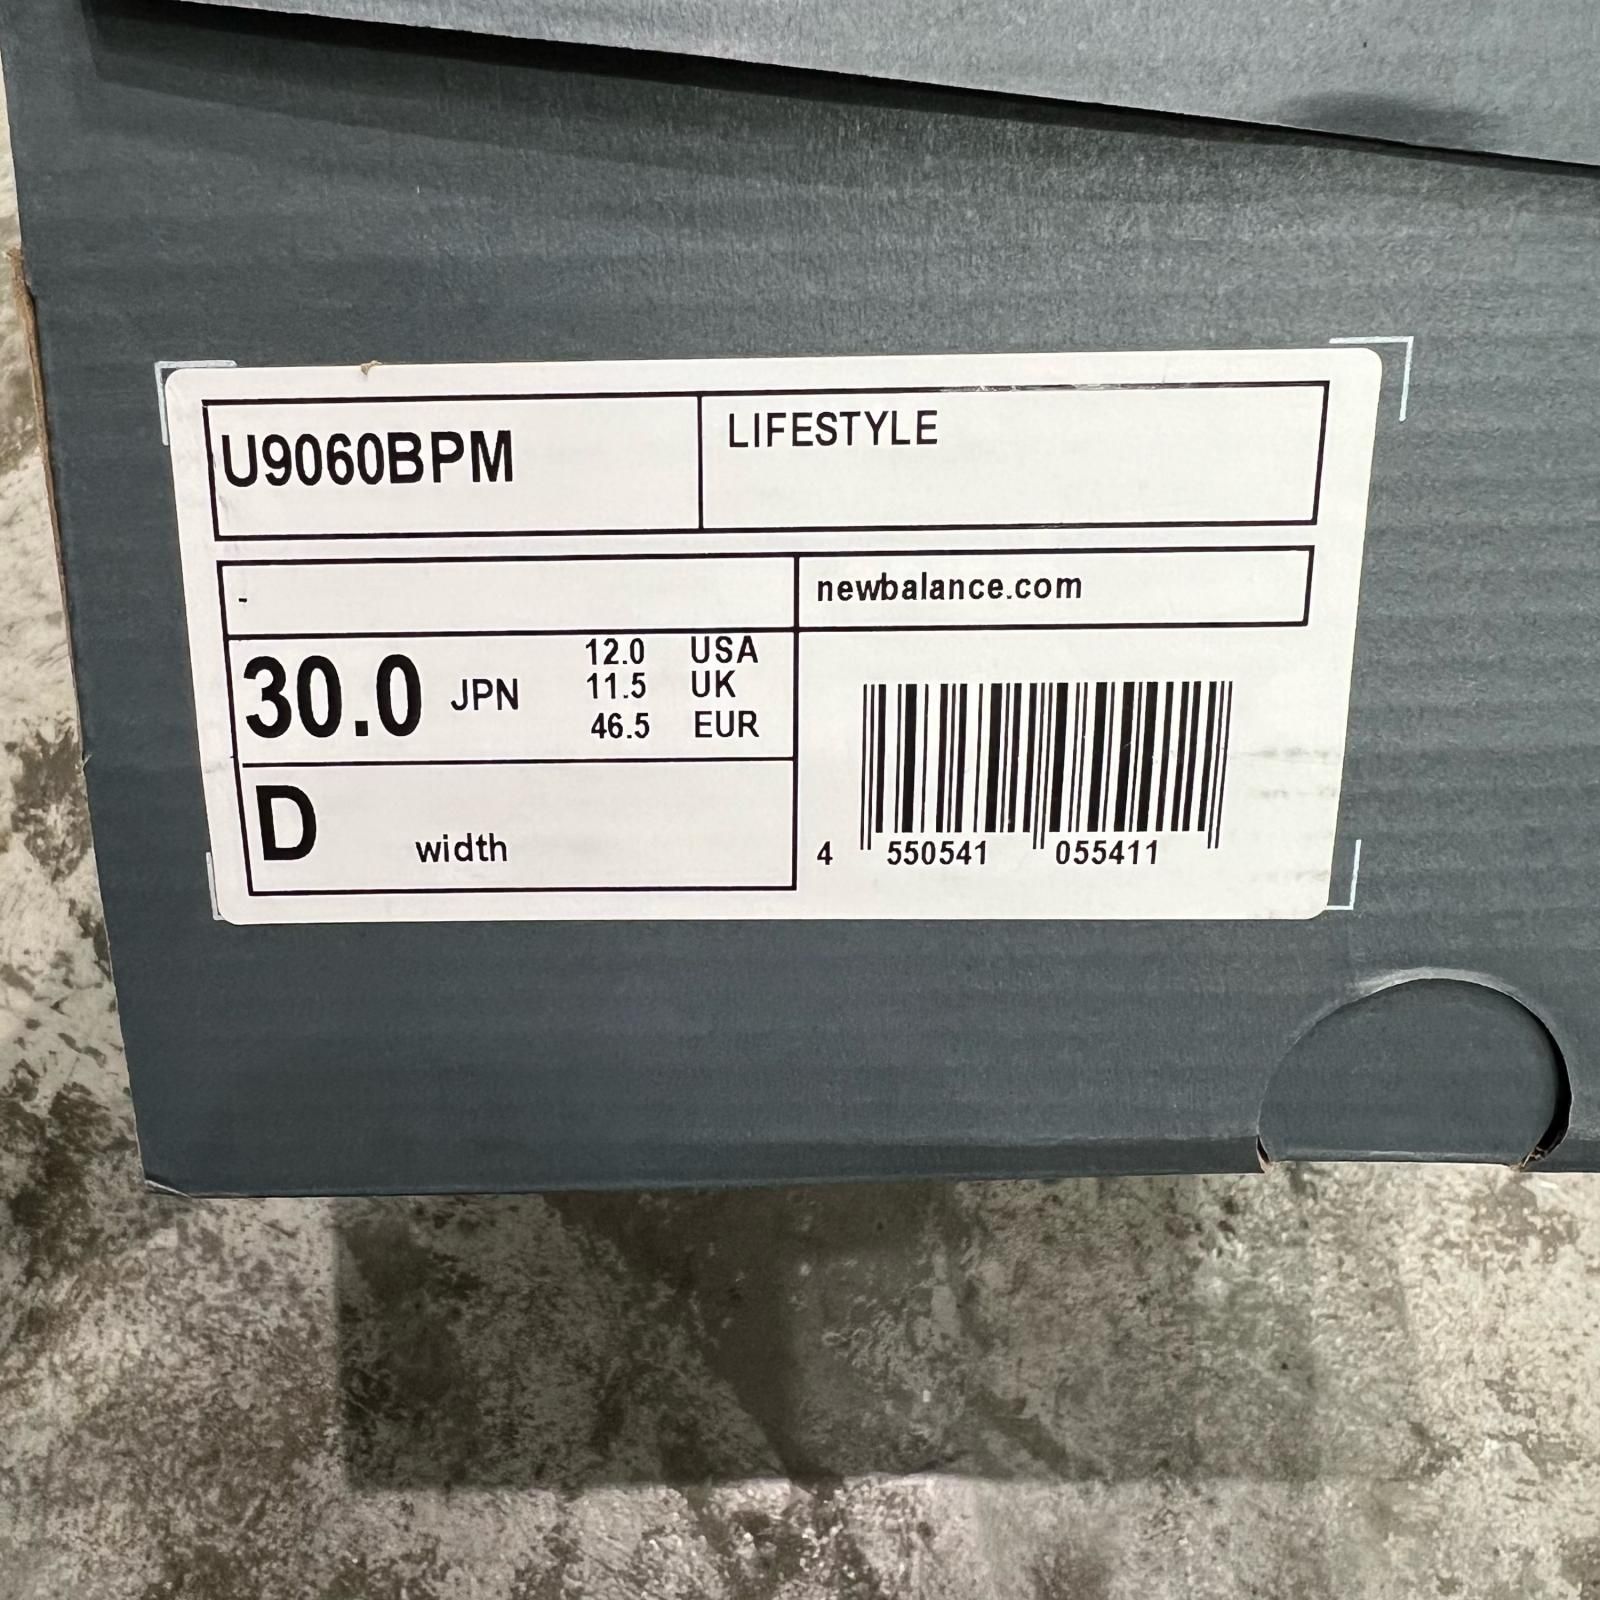 U9060BPM
LIFESTYLE
-
newbalance.com
30.0 JPN
12.0 USA
11.5 UK
46.5 EUR
D width
4 550541 055411